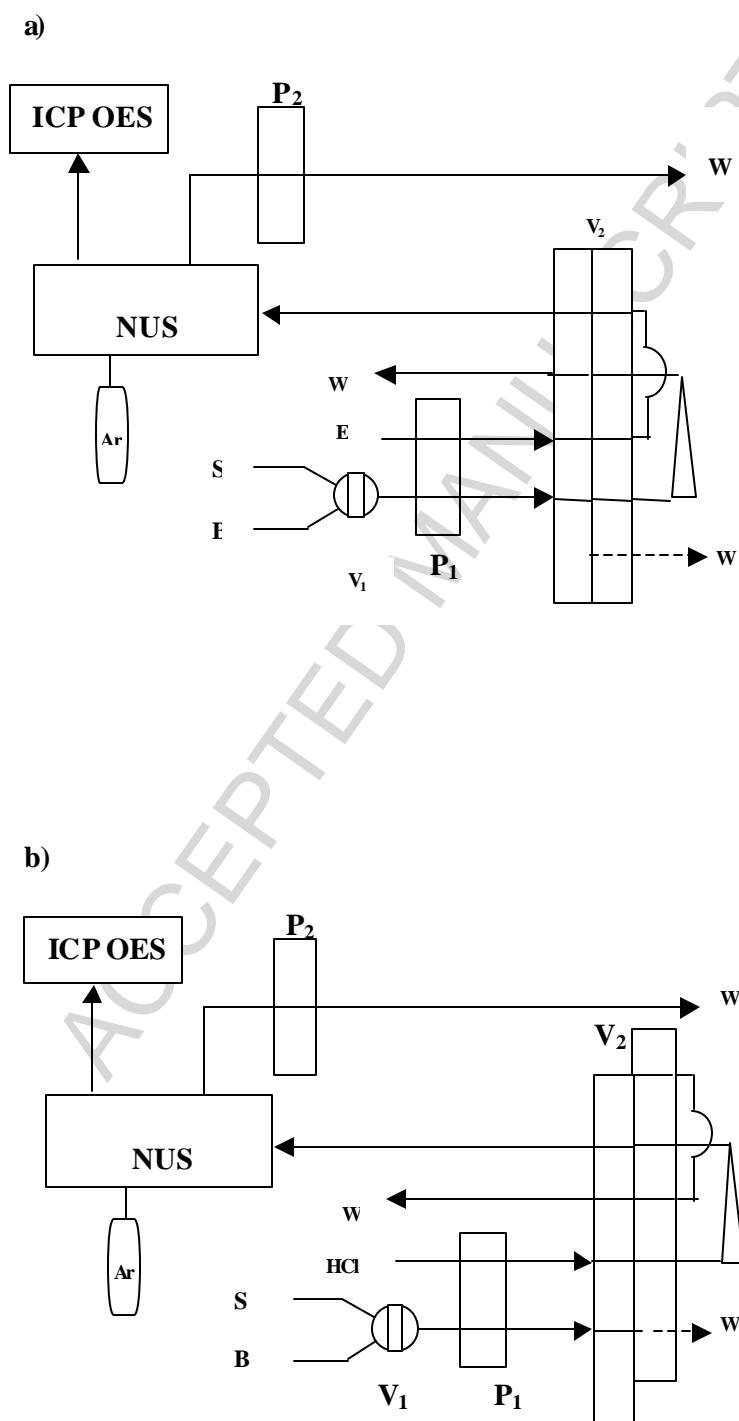 a)
P2
ICP OES
W
V2
NUS
W
E
Ar
S
W
P1
V1
b)
P2
ICP OES
W
V2
NUS
W
HCl
Ar
S
W
B
V1
P1
ACCEPTED MANUSCRIPT